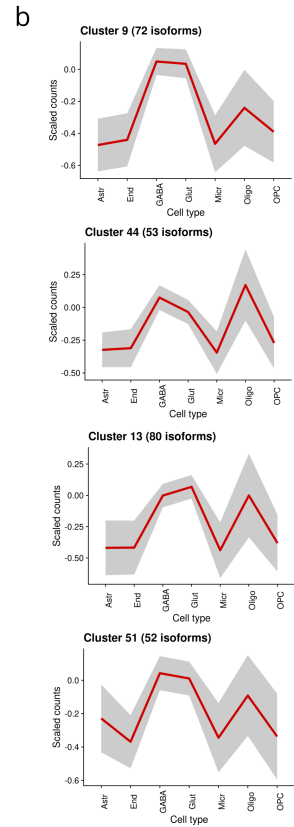 b
Cluster 9 (72 isoforms)
Scaled counts
0.0
-0.2
-0.4
-0.6
Astr End GABA Glut Micr Oligo OPC
Cell type
Cluster 44 (53 isoforms)
Scaled counts
0.25
0.00
-0.25
-0.50
Astr End GABA Glut Micr Oligo OPC
Cell type
Cluster 13 (80 isoforms)
Scaled counts
0.25
0.00
-0.25
-0.50
Astr End GABA Glut Micr Oligo OPC
Cell type
Cluster 51 (52 isoforms)
Scaled counts
0.0
-0.2
-0.4
-0.6
Astr End GABA Glut Micr Oligo OPC
Cell type